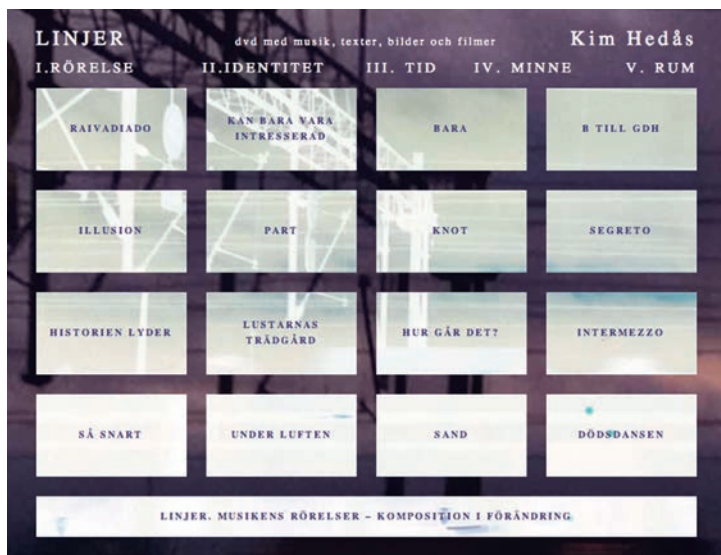 LINJER dvd med musik, texter, bilder och filmer Kim Hedås
I.RÖRELSE II.IDENTITET III. TID IV. MINNE V. RUM
RAIVADIADO
KAN BARA VARA
INTRESSERAD
BARA
B TILL GDH
ILLUSION
PART
KNOT
SEGRETO
HISTORIEN LYDER
LUSTARNAS
TRÄDGÅRD
HUR GÅR DET?
INTERMEZZO
SÅ SNART
UNDER LUFTEN
SAND
DÖDSDANSEN
LINJER. MUSIKENS RÖRELSER – KOMPOSITION I FÖRÄNDRING